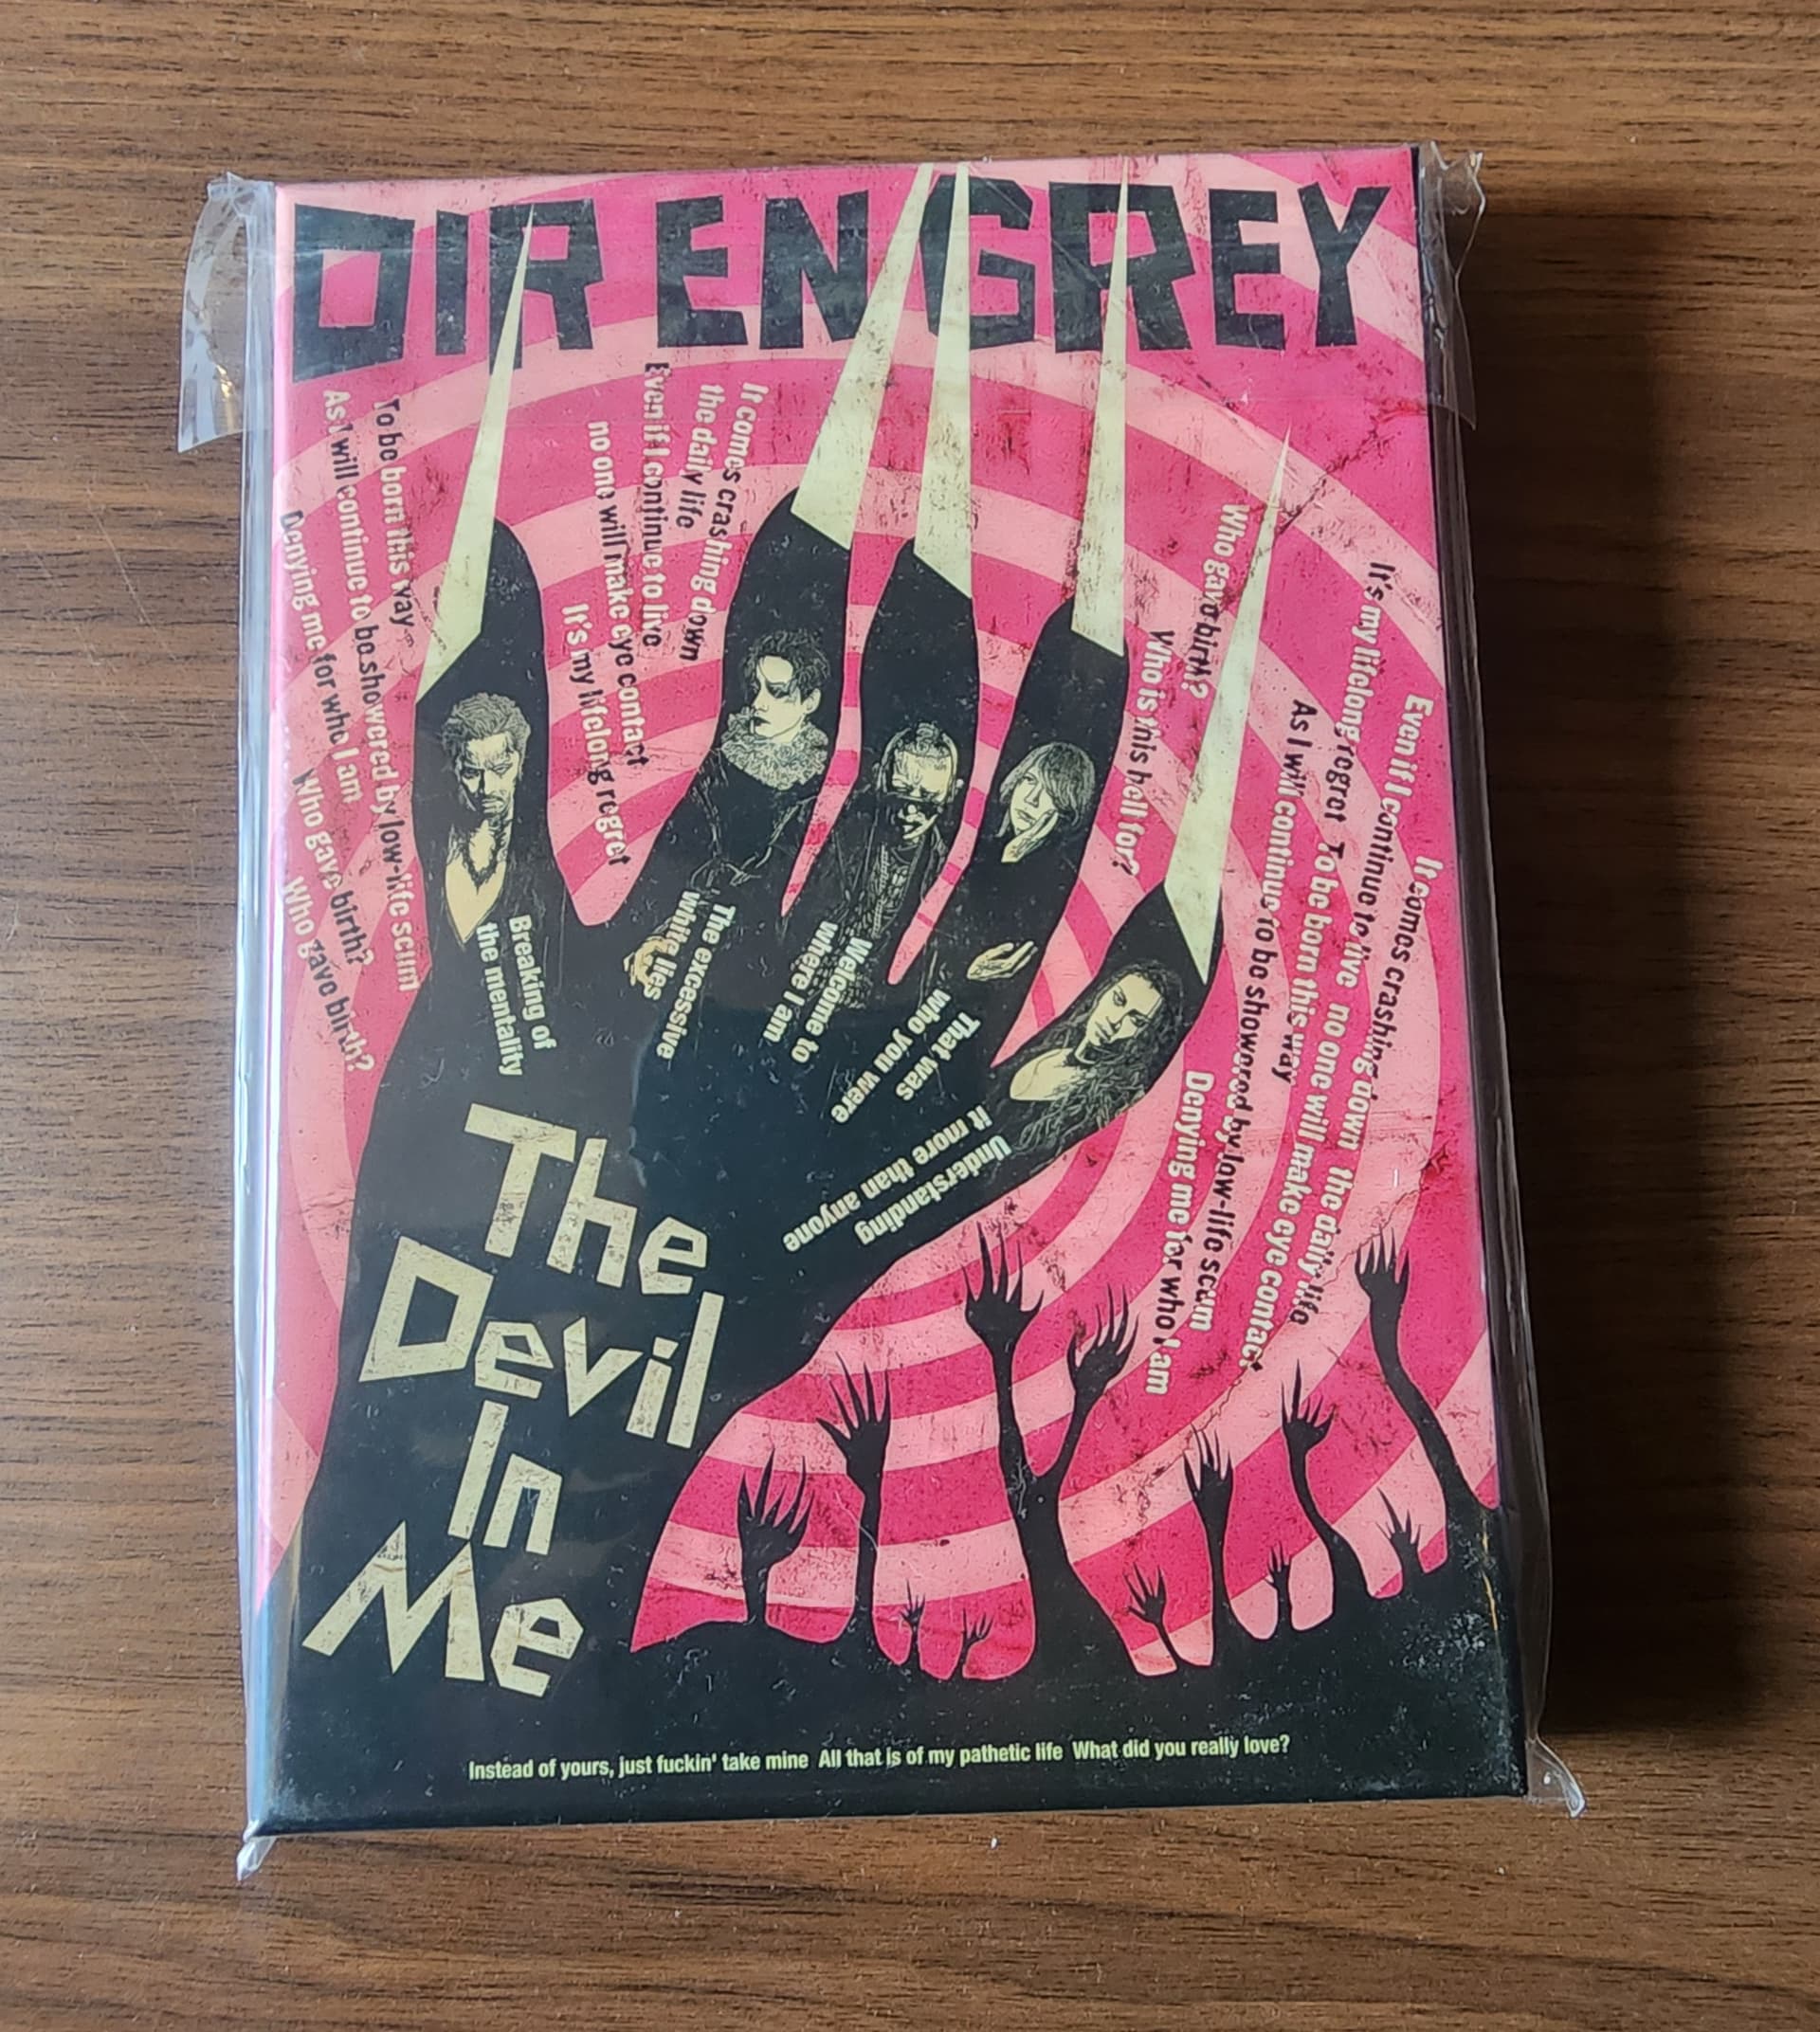 DIR EN GREY
To be born this way
As I will continue to be showered by low-life scum
Denying me for who I am
Who gave birth?
Who gave birth?
It comes crashing down
the daily life
Even if I continue to live
no one will make eye contact
It's my lifelong regret
Who gave birth?
Who is this hell for?
It comes crashing down the daily life
Even if I continue to live no one will make eye contact
It's my lifelong regret To be born this way
As I will continue to be showered by low-life scum
Denying me for who I am
Breaking of
the mentality
The excessive
white lies
Welcome to
where I am
That was
who you were
Understanding
it more than anyone
The
Devil
In
Me
Instead of yours, just fuckin' take mine All that is of my pathetic life What did you really love?